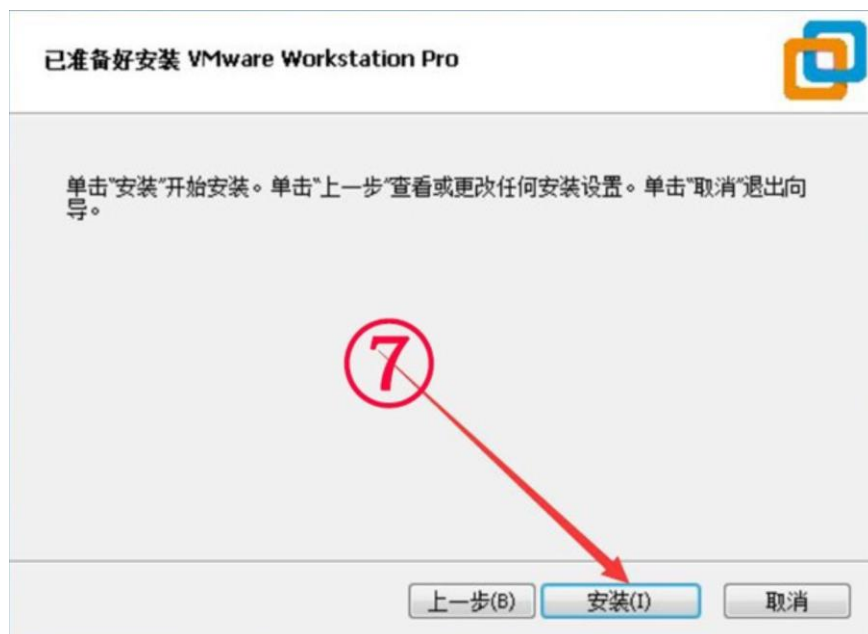 已准备好安装 VMware Workstation Pro
单击"安装"开始安装。单击"上一步"查看或更改任何安装设置。单击"取消"退出向
导。
7
上一步(B) 安装(I) 取消